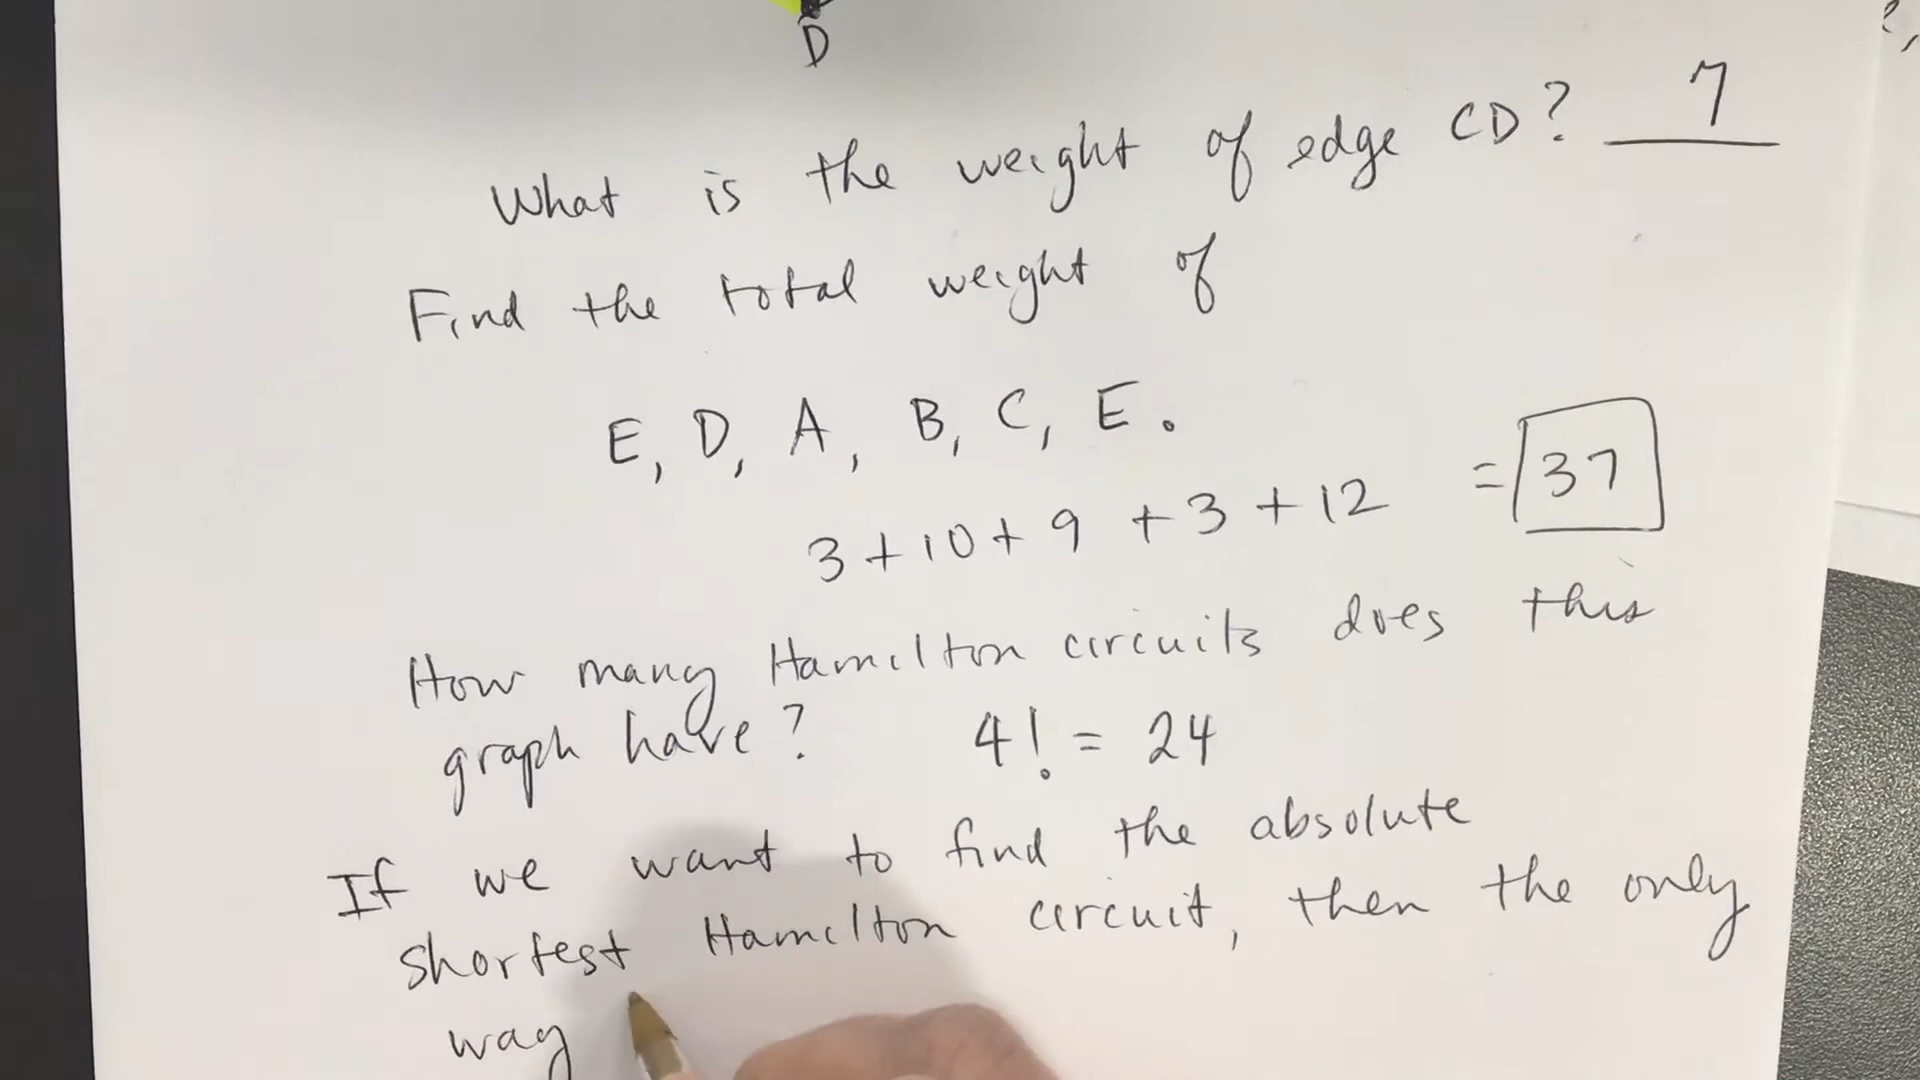 D
What is the weight of edge CD? 7
Find the total weight of
E, D, A, B, C, E.
3 + 10 + 9 + 3 + 12 = 37
How many Hamilton circuits does this
graph have? 4! = 24
If we want to find the absolute
shortest Hamilton circuit, then the only
way